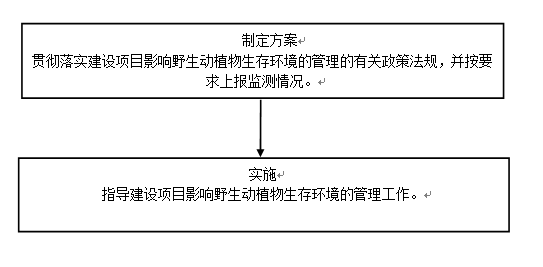 制定方案
贯彻落实建设项目影响野生动植物生存环境的管理的有关政策法规，并按要
求上报监测情况。
实施
指导建设项目影响野生动植物生存环境的管理工作。